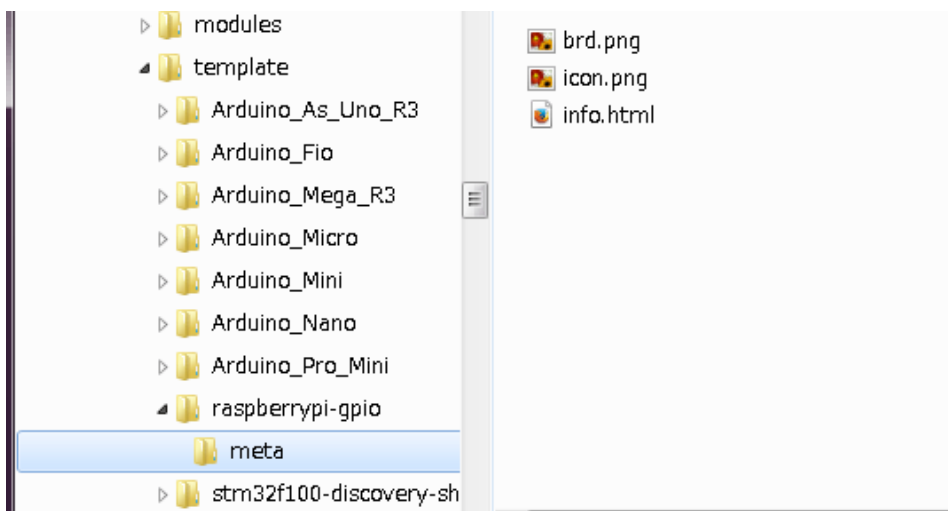 modules
template
Arduino_As_Uno_R3
Arduino_Fio
Arduino_Mega_R3
Arduino_Micro
Arduino_Mini
Arduino_Nano
Arduino_Pro_Mini
raspberrypi-gpio
meta
stm32f100-discovery-sh
brd.png
icon.png
info.html